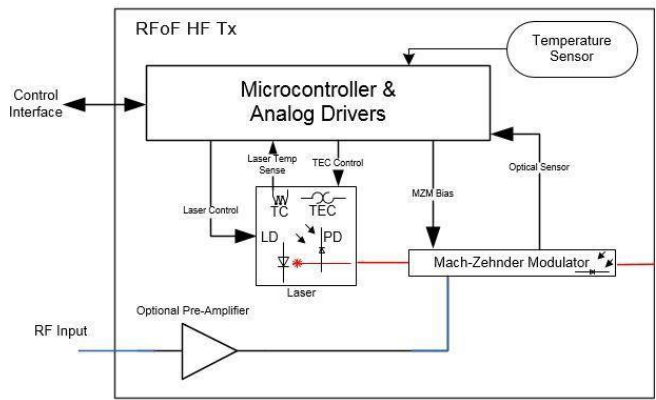 RFoF HF Tx
Temperature
Sensor
Microcontroller &
Analog Drivers
Control
Interface
Laser Temp
Sense
TEC Control
Optical Sensor
Laser Control
MZM Bias
TC
TEC
LD
PD
Mach-Zehnder Modulator
Laser
Optional Pre-Amplifier
RF Input